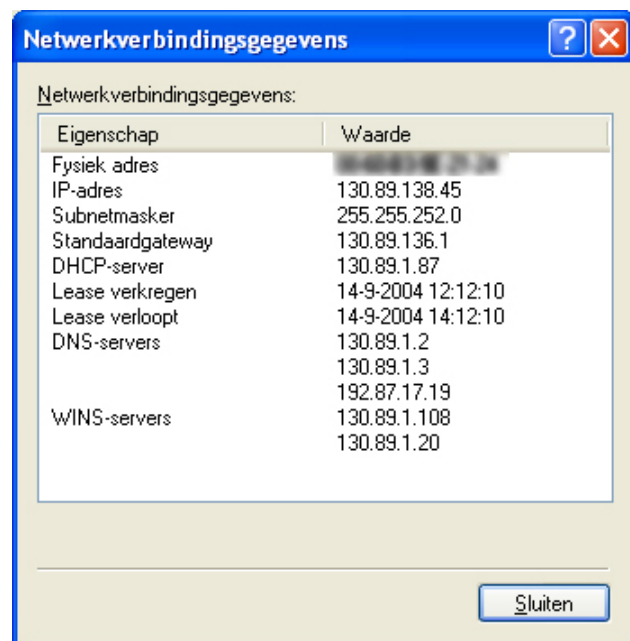 Netwerkverbindingsgegevens
Netwerkverbindingsgegevens:
Eigenschap Waarde
Fysiek adres
IP-adres 130.89.138.45
Subnetmasker 255.255.252.0
Standaardgateway 130.89.136.1
DHCP-server 130.89.1.87
Lease verkregen 14-9-2004 12:12:10
Lease verloopt 14-9-2004 14:12:10
DNS-servers 130.89.1.2
130.89.1.3
192.87.17.19
WINS-servers 130.89.1.108
130.89.1.20
Sluiten